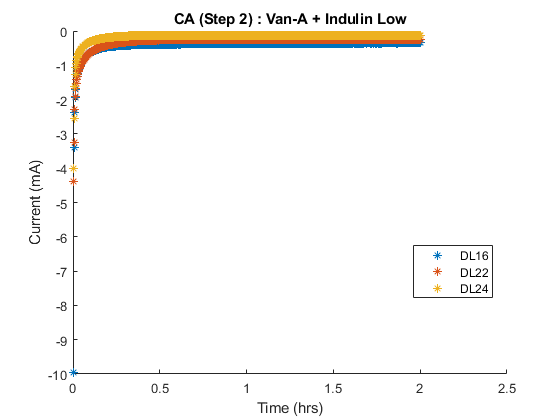 CA (Step 2) : Van-A + Indulin Low
0
-1
-2
-3
-4
-5
-6
-7
-8
-9
-10
Current (mA)
DL16
DL22
DL24
0
0.5
1
1.5
2
2.5
Time (hrs)